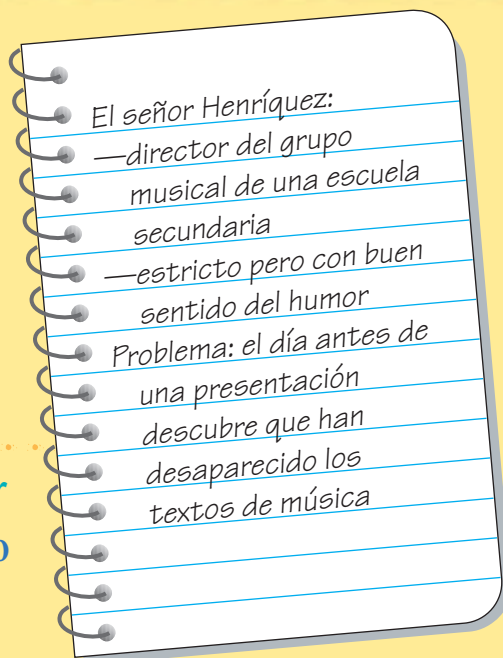 El señor Henríquez:
—director del grupo
musical de una escuela
secundaria
—estricto pero con buen
sentido del humor
Problema: el día antes de
una presentación
descubre que han
desaparecido los
textos de música
r
o